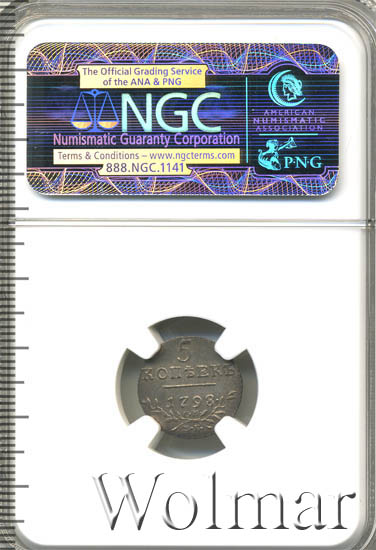 The Official Grading Service
of the ANA & PNG
NGC
Numismatic Guaranty Corporation
Terms & Conditions – www.ngcterms.com
888.NGC.1141
AMERICAN
NUMISMATIC
ASSOCIATION
PNG
5
КОПѢЕКЪ
1798
Wolmar